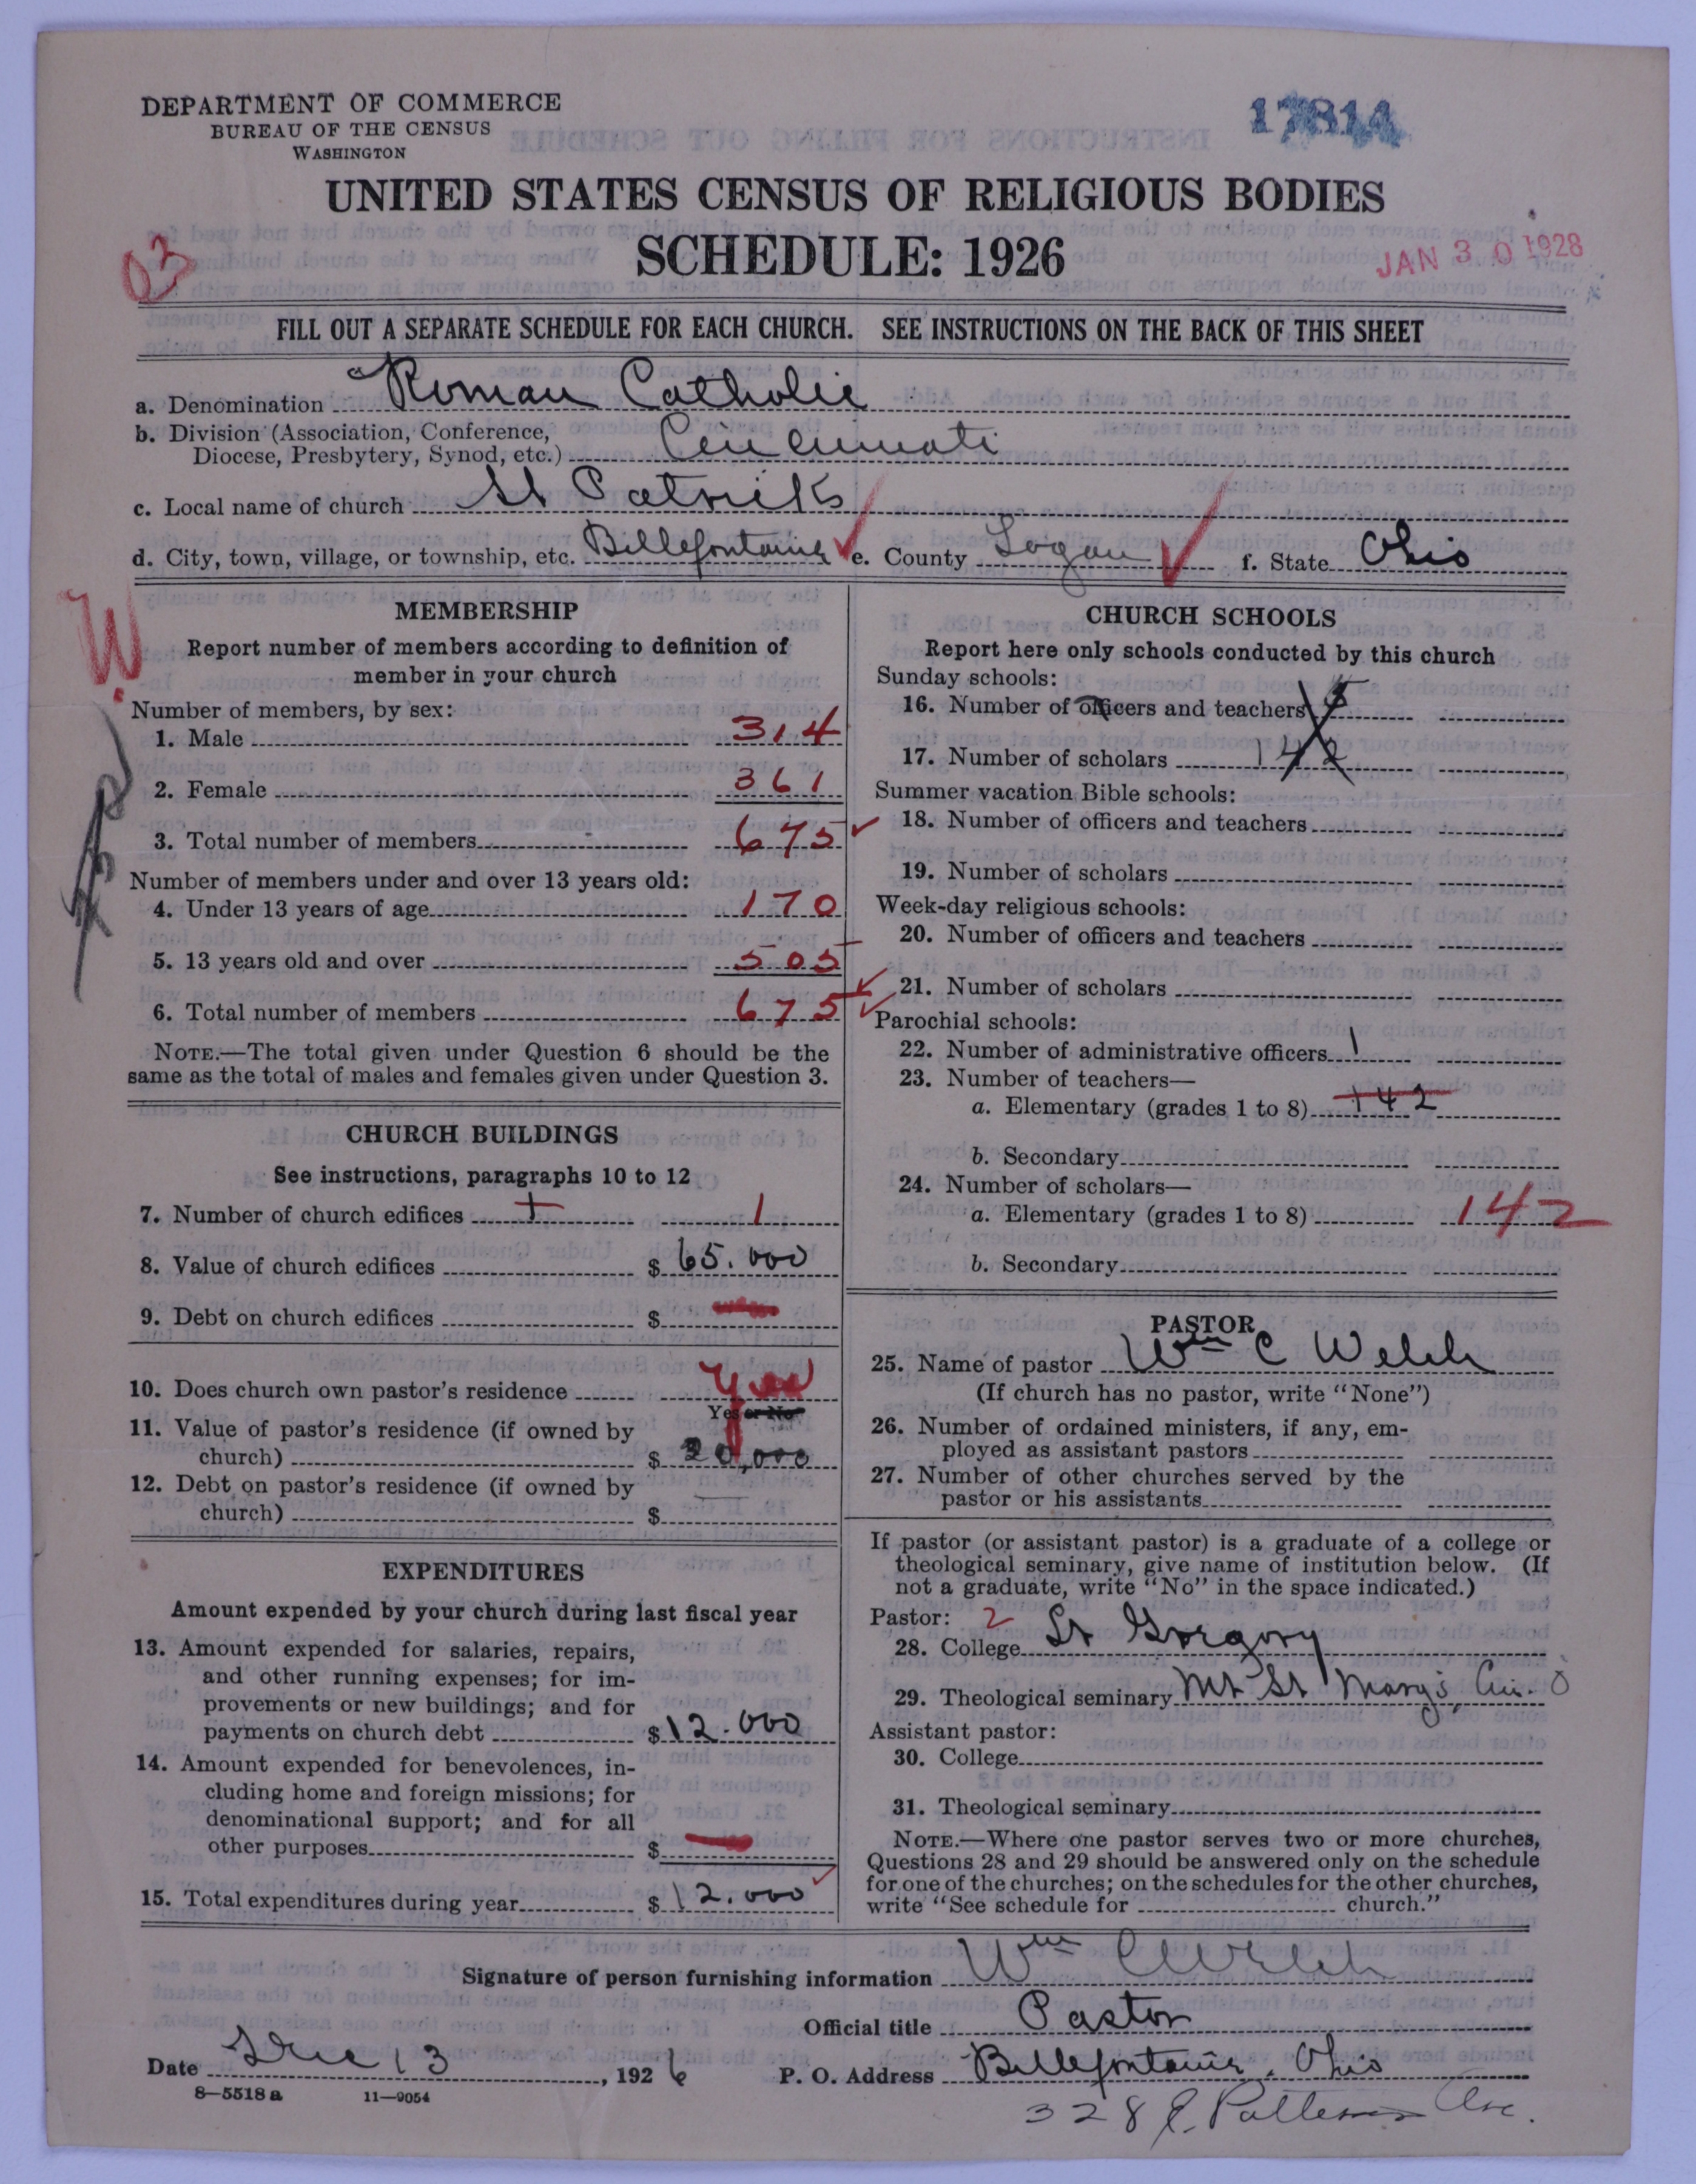 DEPARTMENT OF COMMERCE
BUREAU OF THE CENSUS
WASHINGTON
17814
UNITED STATES CENSUS OF RELIGIOUS BODIES
SCHEDULE: 1926
03
JAN 30 1928
FILL OUT A SEPARATE SCHEDULE FOR EACH CHURCH. SEE INSTRUCTIONS ON THE BACK OF THIS SHEET
a. Denomination Roman Catholic
b. Division (Association, Conference,
Diocese, Presbytery, Synod, etc.) Cincinnati
c. Local name of church St Patricks
d. City, town, village, or township, etc. Bellefontaine e. County Logan f. State Ohio
W
MEMBERSHIP
Report number of members according to definition of
member in your church
Number of members, by sex:
1. Male 314
2. Female 361
3. Total number of members 675
Number of members under and over 13 years old:
4. Under 13 years of age 170
5. 13 years old and over 505
6. Total number of members 675
NOTE.—The total given under Question 6 should be the
same as the total of males and females given under Question 3.
CHURCH BUILDINGS
See instructions, paragraphs 10 to 12
7. Number of church edifices 1 1
8. Value of church edifices $ 65.000
9. Debt on church edifices $
10. Does church own pastor's residence Yes
Yes or No
11. Value of pastor's residence (if owned by
church) $ 20,000
12. Debt on pastor's residence (if owned by
church) $
EXPENDITURES
Amount expended by your church during last fiscal year
13. Amount expended for salaries, repairs,
and other running expenses; for im-
provements or new buildings; and for
payments on church debt $ 12.000
14. Amount expended for benevolences, in-
cluding home and foreign missions; for
denominational support; and for all
other purposes $
15. Total expenditures during year $ 12.000
CHURCH SCHOOLS
Report here only schools conducted by this church
Sunday schools:
16. Number of officers and teachers 5
17. Number of scholars 142
Summer vacation Bible schools:
18. Number of officers and teachers
19. Number of scholars
Week-day religious schools:
20. Number of officers and teachers
21. Number of scholars
Parochial schools:
22. Number of administrative officers 1
23. Number of teachers—
a. Elementary (grades 1 to 8) 142
b. Secondary
24. Number of scholars—
a. Elementary (grades 1 to 8) 142
b. Secondary
PASTOR
25. Name of pastor Wm C Welch
(If church has no pastor, write "None")
26. Number of ordained ministers, if any, em-
ployed as assistant pastors
27. Number of other churches served by the
pastor or his assistants
If pastor (or assistant pastor) is a graduate of a college or
theological seminary, give name of institution below. (If
not a graduate, write "No" in the space indicated.)
Pastor: 2
28. College St Gregory
29. Theological seminary Mt St Mary's, Cin. O
Assistant pastor:
30. College
31. Theological seminary
NOTE.—Where one pastor serves two or more churches,
Questions 28 and 29 should be answered only on the schedule
for one of the churches; on the schedules for the other churches,
write "See schedule for church."
Signature of person furnishing information Wm C Welch
Official title Pastor
Date Dec 13, 1926 P. O. Address Bellefontaine, Ohio
8—5518 a 11—9054
328 E. Patterson Ave.